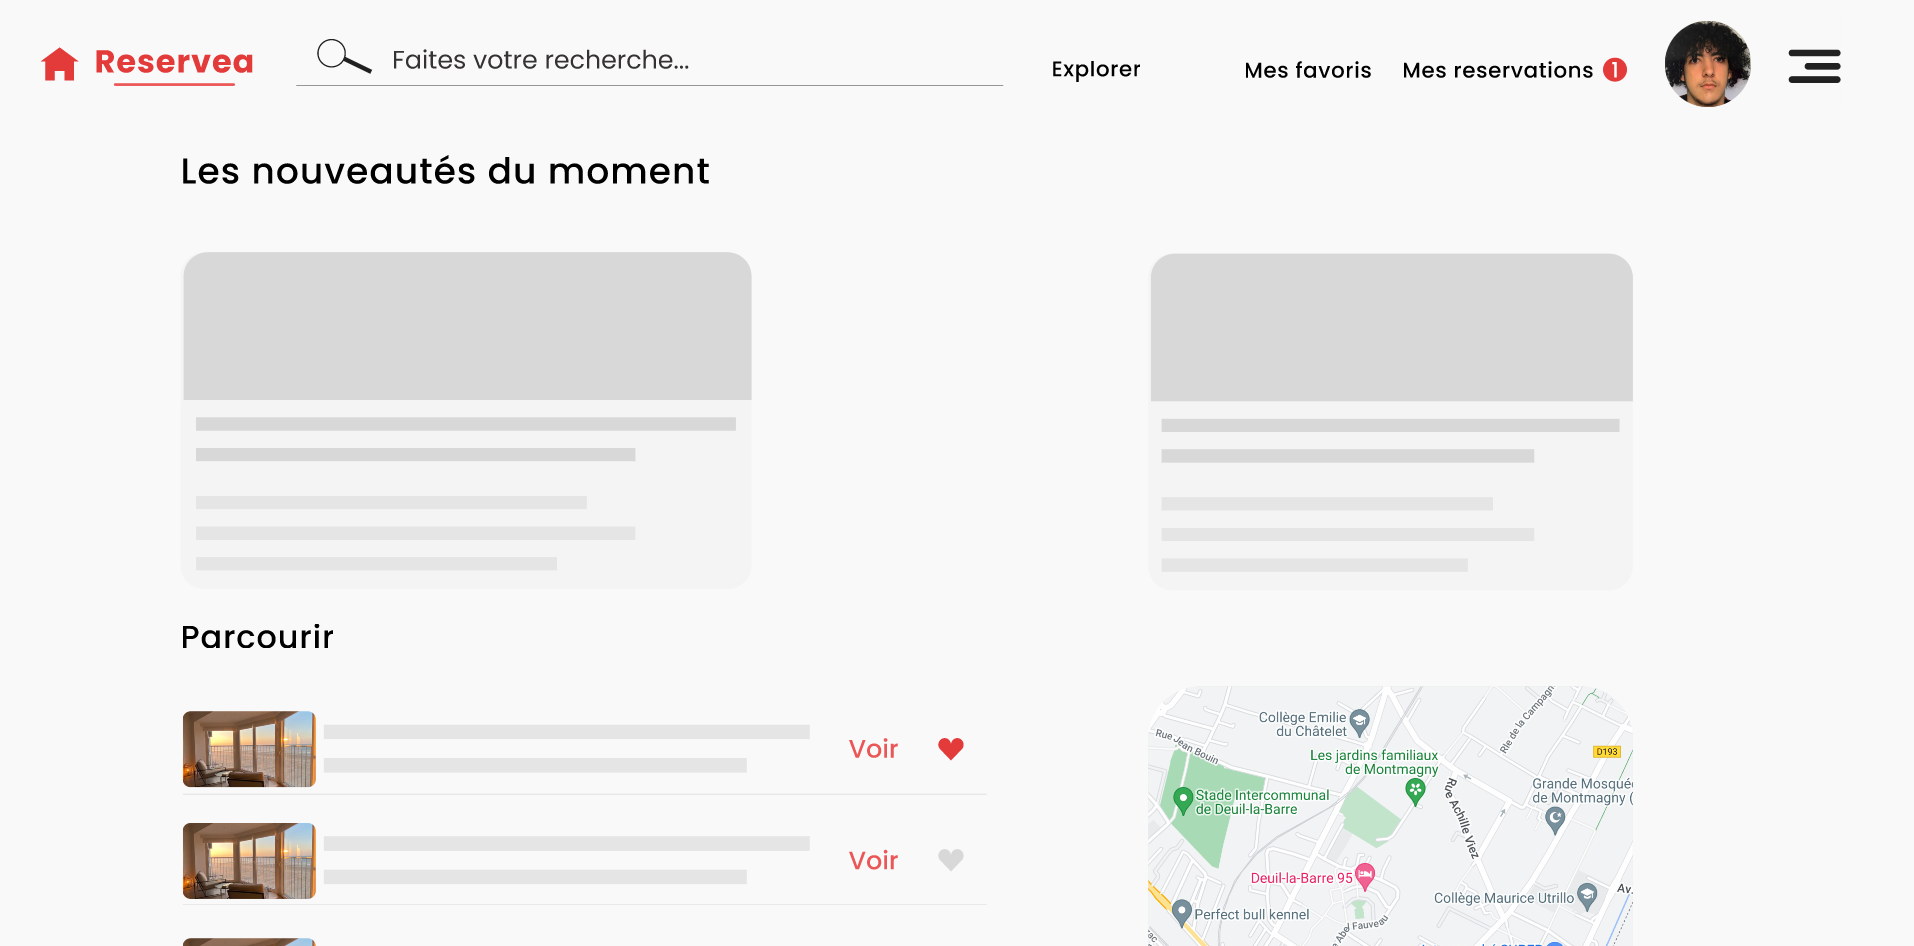 Reservea
Faites votre recherche...
Explorer
Mes favoris
Mes reservations 1
Les nouveautés du moment
Parcourir
Voir
Voir
Collège Emilie
du Châtelet
Rue Jean Bouin
Les jardins familiaux
de Montmagny
Rle de la Campagn
D193
Stade Intercommunal
de Deuil-la-Barre
Rue Achille Viez
Grande Mosqué
de Montmagny (
Deuil-la-Barre 95
Collège Maurice Utrillo
Av.
Perfect bull kennel
Abel Fauveau